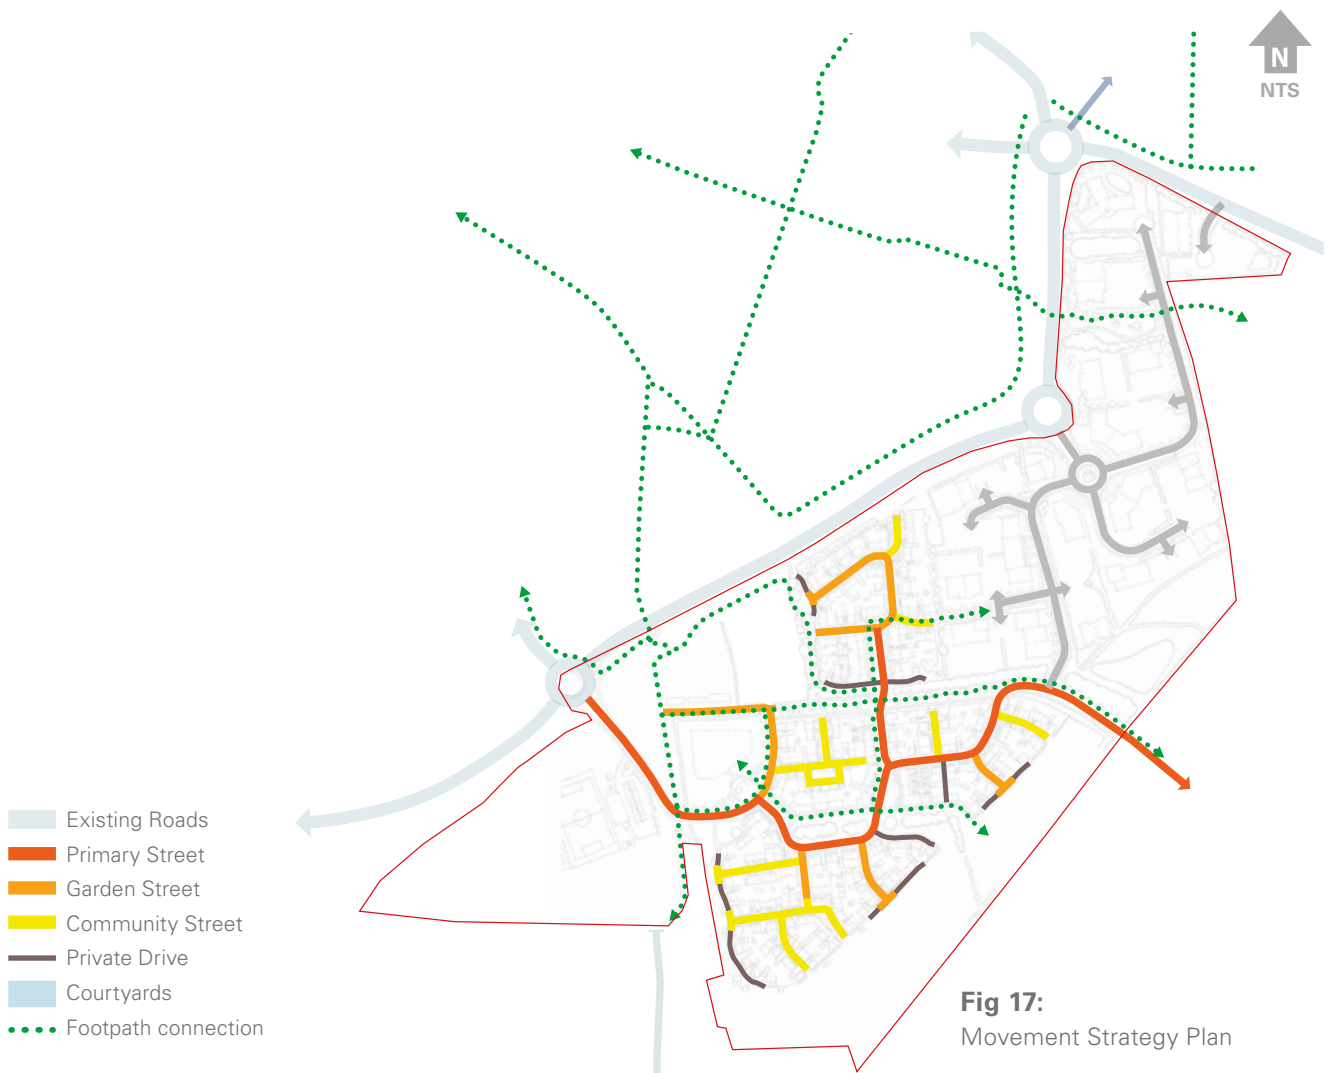 N
NTS
Existing Roads
Primary Street
Garden Street
Community Street
Private Drive
Courtyards
Footpath connection
Fig 17:
Movement Strategy Plan